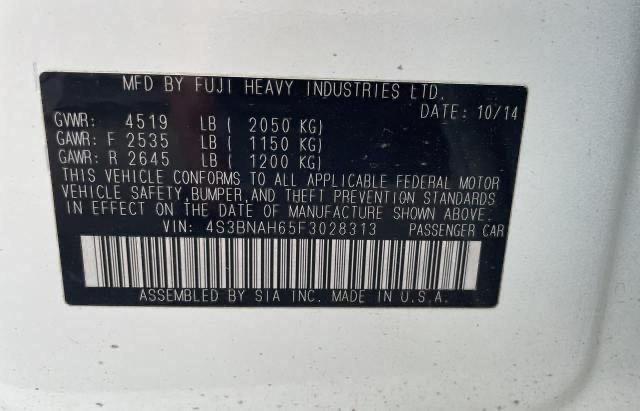 MFD BY FUJI HEAVY INDUSTRIES LTD.
DATE: 10/14
GVWR: 4519 LB ( 2050 KG)
GAWR: F 2535 LB ( 1150 KG)
GAWR: R 2645 LB ( 1200 KG)
THIS VEHICLE CONFORMS TO ALL APPLICABLE FEDERAL MOTOR
VEHICLE SAFETY, BUMPER, AND THEFT PREVENTION STANDARDS
IN EFFECT ON THE DATE OF MANUFACTURE SHOWN ABOVE.
VIN: 4S3BNAH65F3028313 PASSENGER CAR
ASSEMBLED BY SIA INC. MADE IN U.S.A.